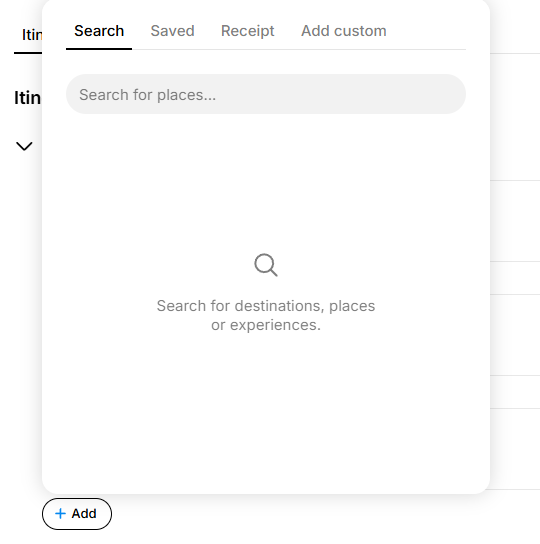 Itin
Search
Saved
Receipt
Add custom
Search for places...
Itin
Search for destinations, places
or experiences.
Add